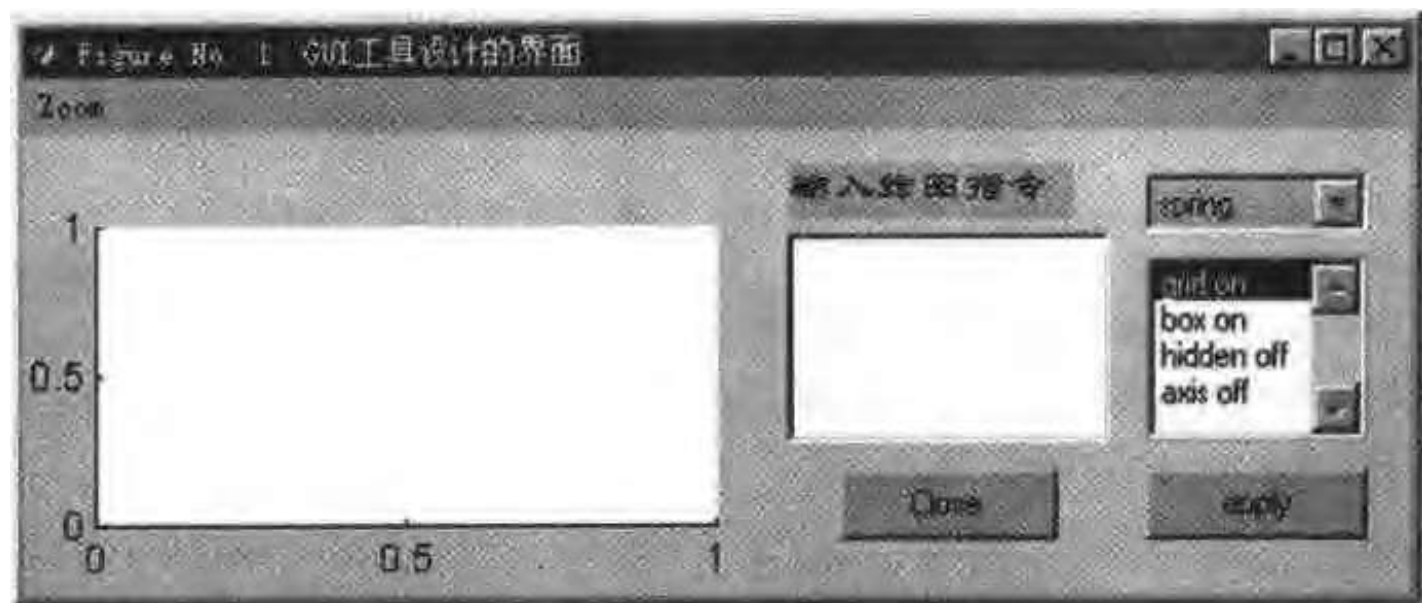 Figure No. 1 GUI工具设计的界面
Zoom
输入绘图指令
spring
grid on
box on
hidden off
axis off
Close
apply
1
0.5
0
0
0.5
1